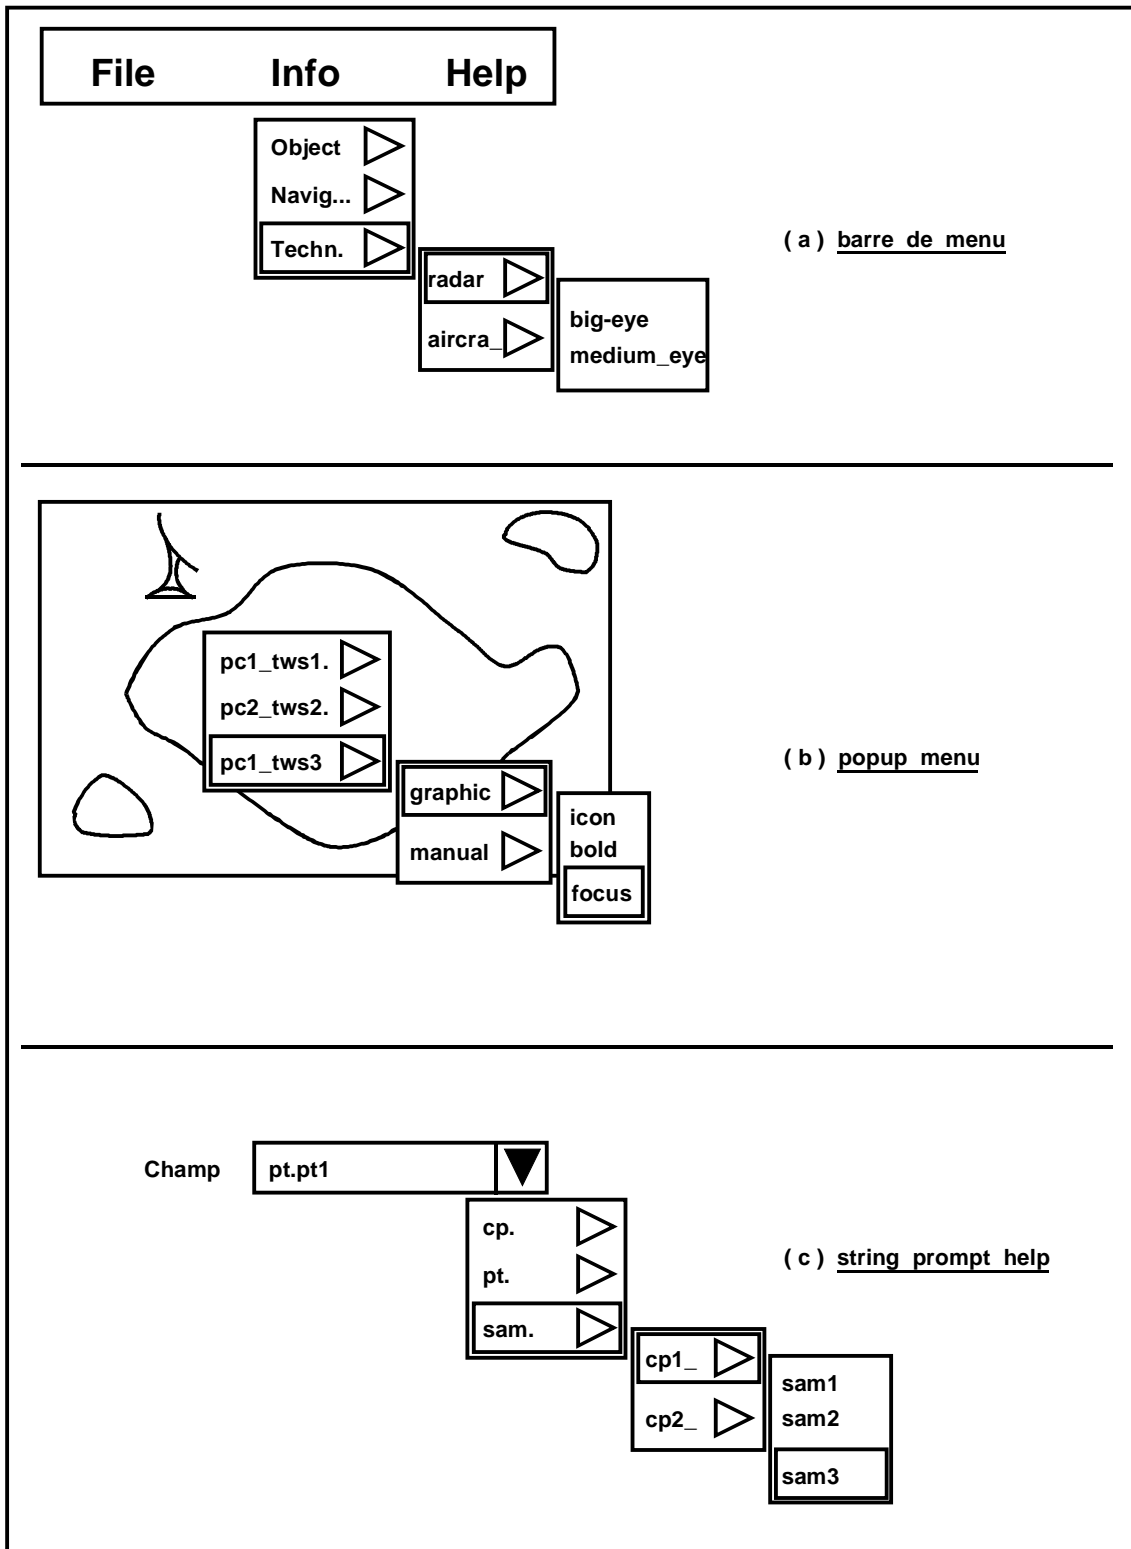 File Info Help
Object
Navig...
Techn.
radar
aircra_
big-eye
medium_eye
( a ) barre de menu
pc1_tws1.
pc2_tws2.
pc1_tws3
graphic
manual
icon
bold
focus
( b ) popup menu
Champ pt.pt1
cp.
pt.
sam.
cp1_
cp2_
sam1
sam2
sam3
( c ) string prompt help